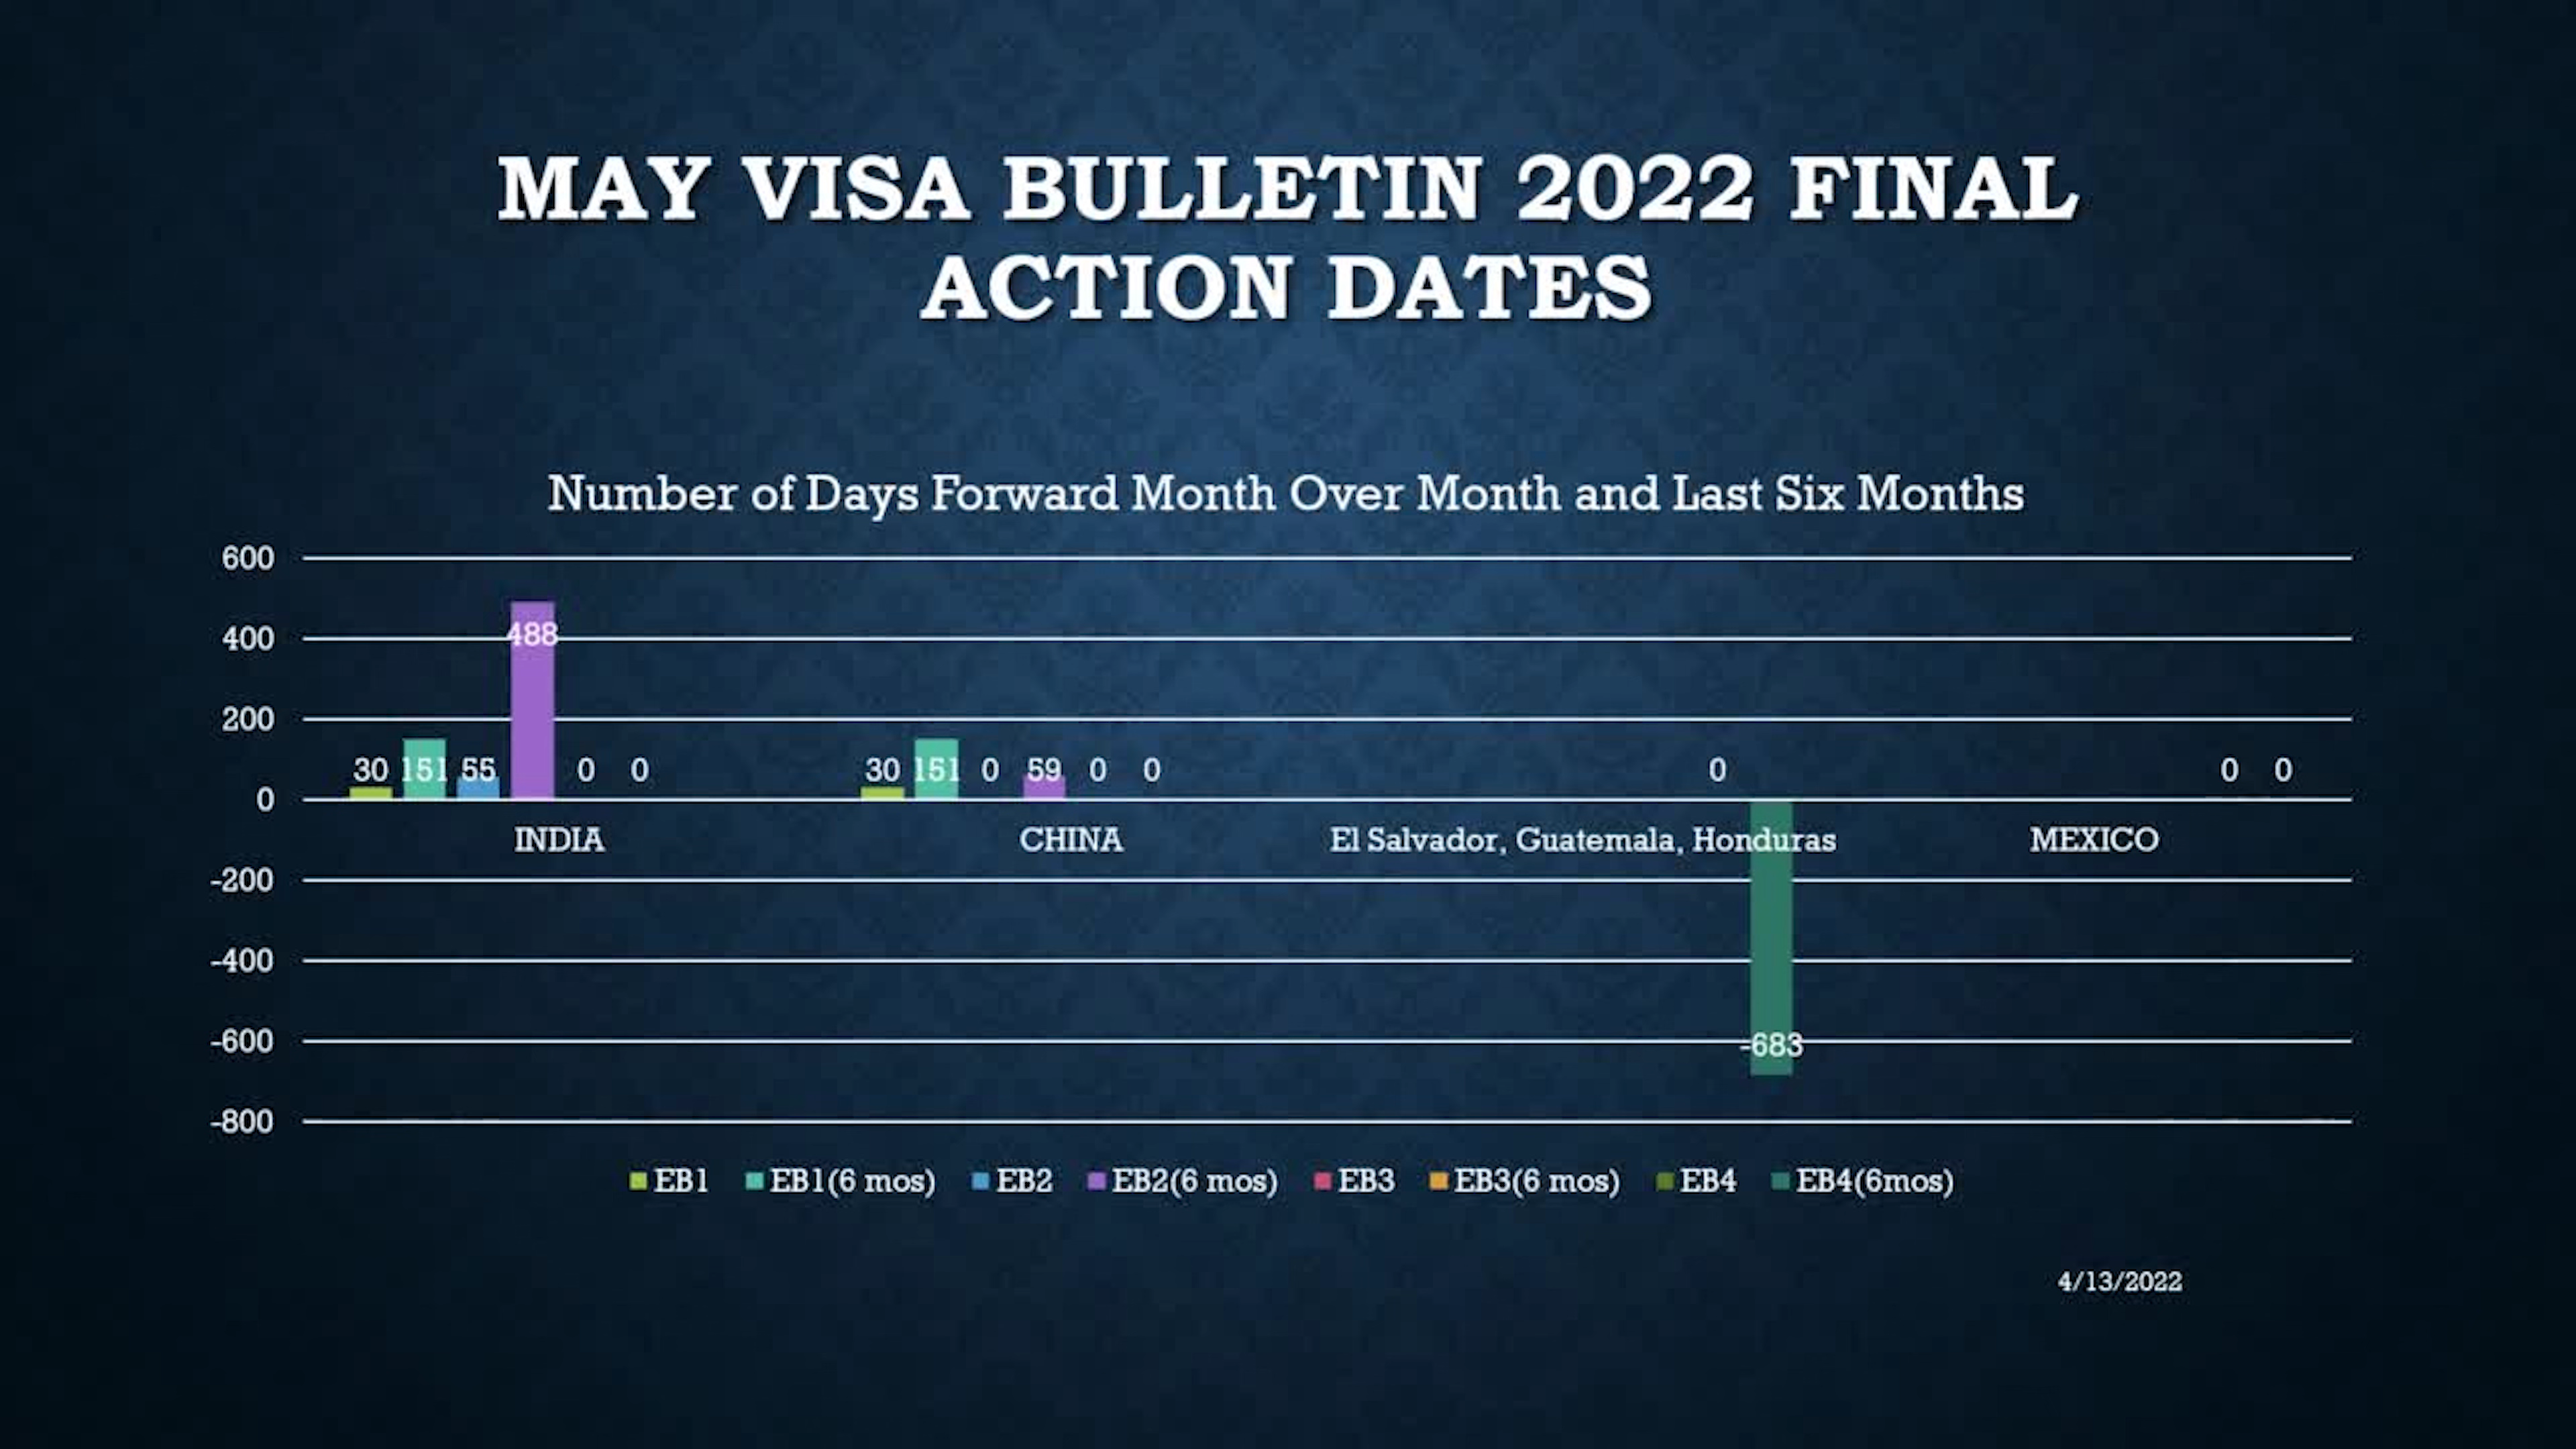 MAY VISA BULLETIN 2022 FINAL
ACTION DATES
Number of Days Forward Month Over Month and Last Six Months
600
400
200
0
-200
-400
-600
-800
30 151 55 488 0 0
30 151 0 59 0 0
0 -683
0 0
INDIA
CHINA
El Salvador, Guatemala, Honduras
MEXICO
EB1 EB1(6 mos) EB2 EB2(6 mos) EB3 EB3(6 mos) EB4 EB4(6mos)
4/13/2022